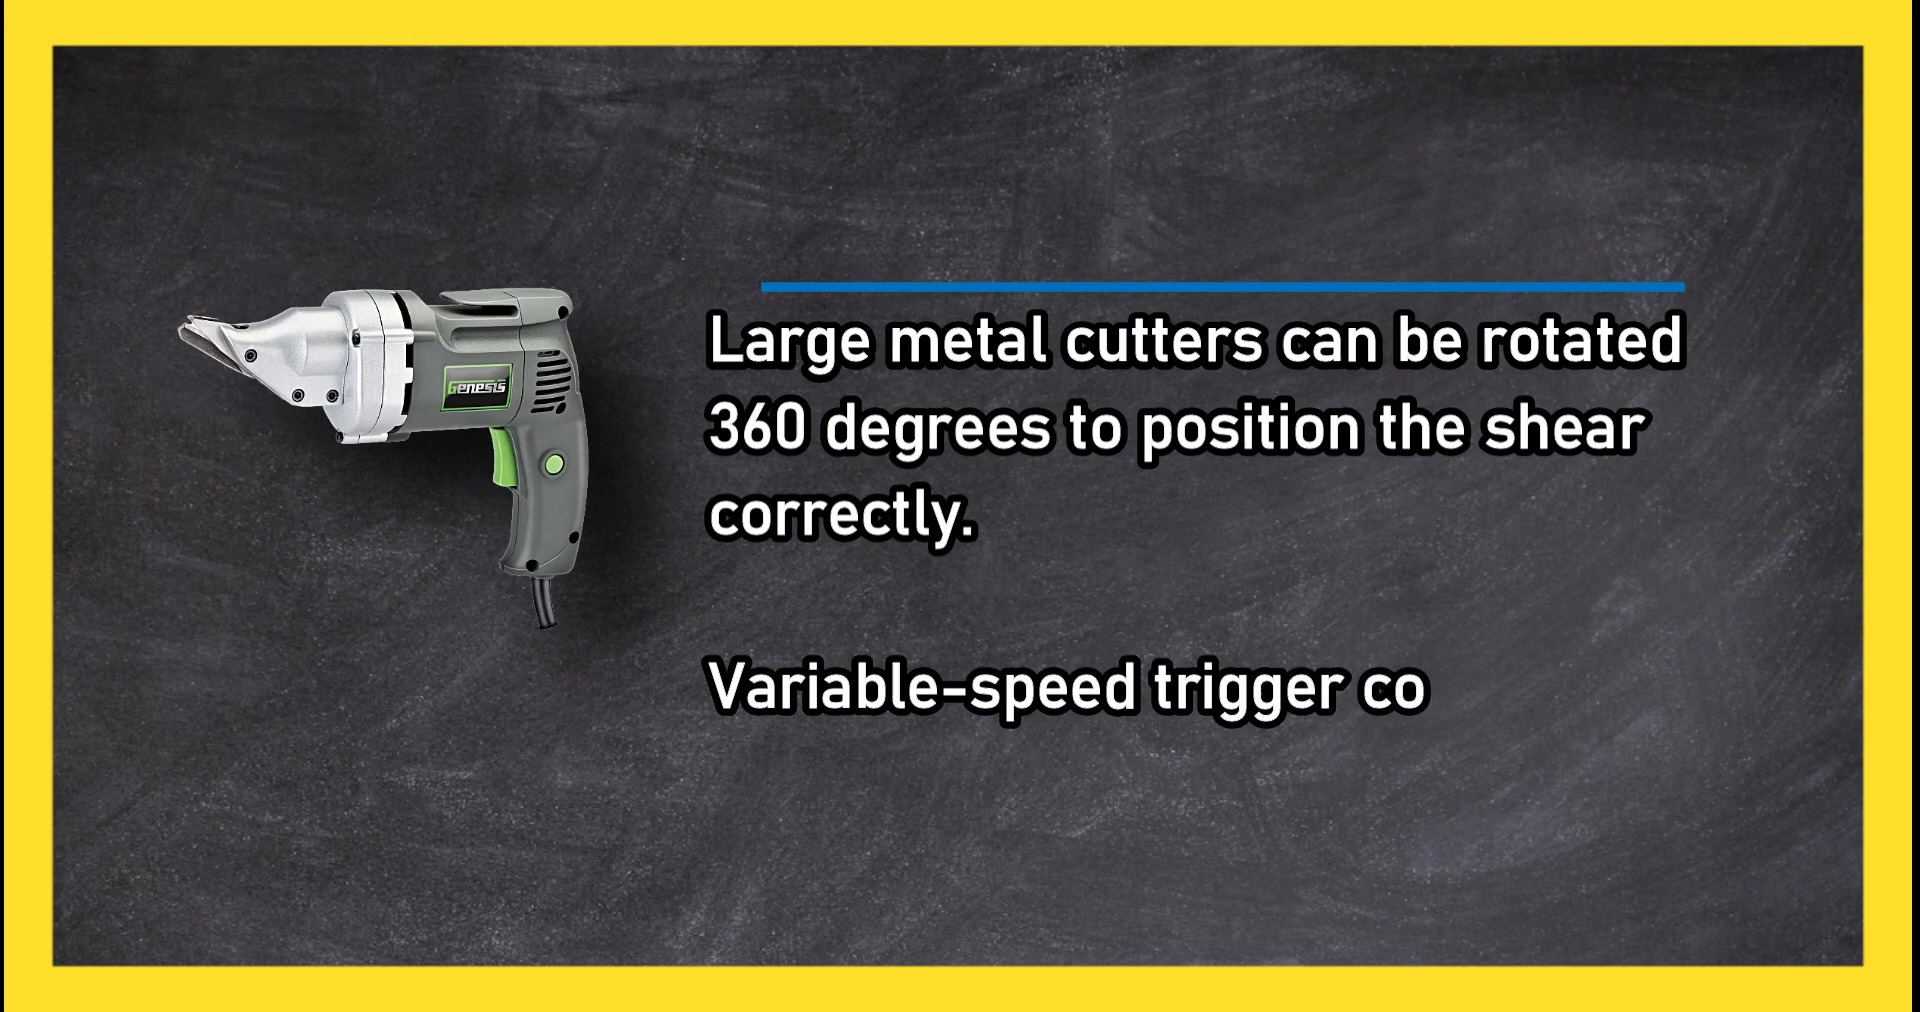 Genesis
Large metal cutters can be rotated
360 degrees to position the shear
correctly.
Variable-speed trigger co